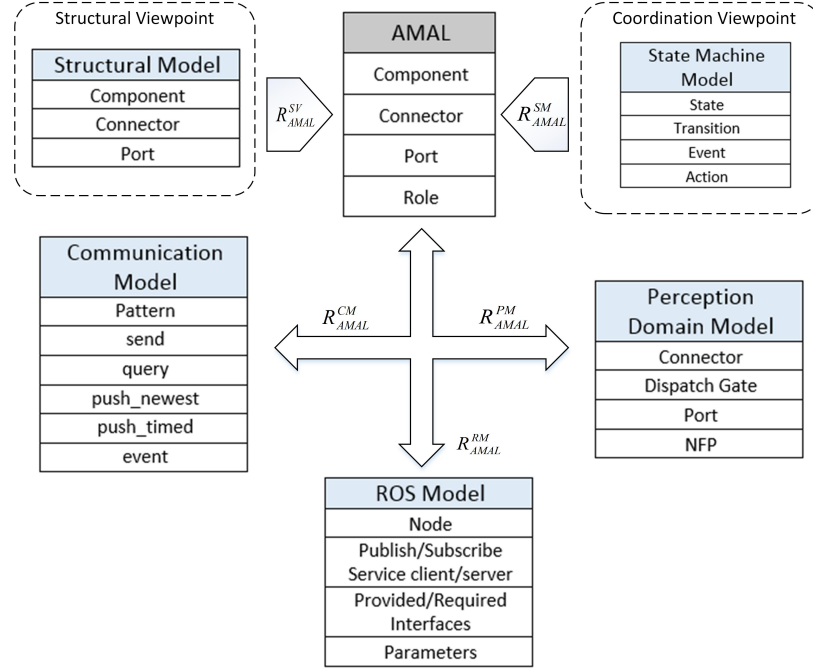 Structural Viewpoint
Structural Model
Component
Connector
Port
R^{SV}_{AMAL}
AMAL
Component
Connector
Port
Role
R^{SM}_{AMAL}
Coordination Viewpoint
State Machine
Model
State
Transition
Event
Action
Communication
Model
Pattern
send
query
push_newest
push_timed
event
R^{CM}_{AMAL}
R^{PM}_{AMAL}
R^{RM}_{AMAL}
Perception
Domain Model
Connector
Dispatch Gate
Port
NFP
ROS Model
Node
Publish/Subscribe
Service client/server
Provided/Required
Interfaces
Parameters